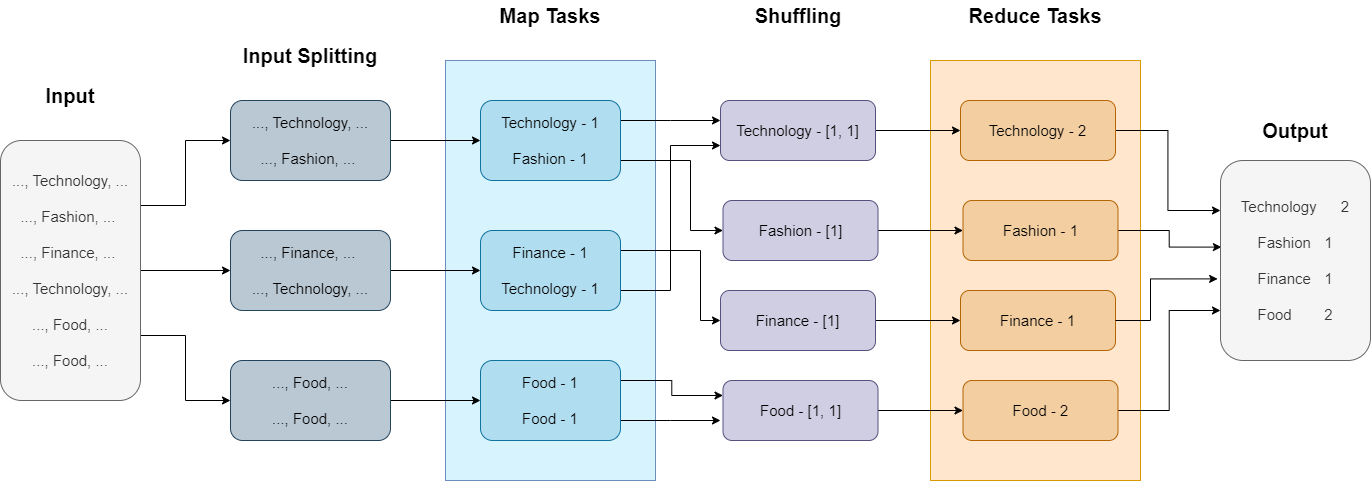 Input
..., Technology, ...
..., Fashion, ...
..., Finance, ...
..., Technology, ...
..., Food, ...
..., Food, ...
Input Splitting
..., Technology, ...
..., Fashion, ...
..., Finance, ...
..., Technology, ...
..., Food, ...
..., Food, ...
Map Tasks
Technology - 1
Fashion - 1
Finance - 1
Technology - 1
Food - 1
Food - 1
Shuffling
Technology - [1, 1]
Fashion - [1]
Finance - [1]
Food - [1, 1]
Reduce Tasks
Technology - 2
Fashion - 1
Finance - 1
Food - 2
Output
Technology 2
Fashion 1
Finance 1
Food 2